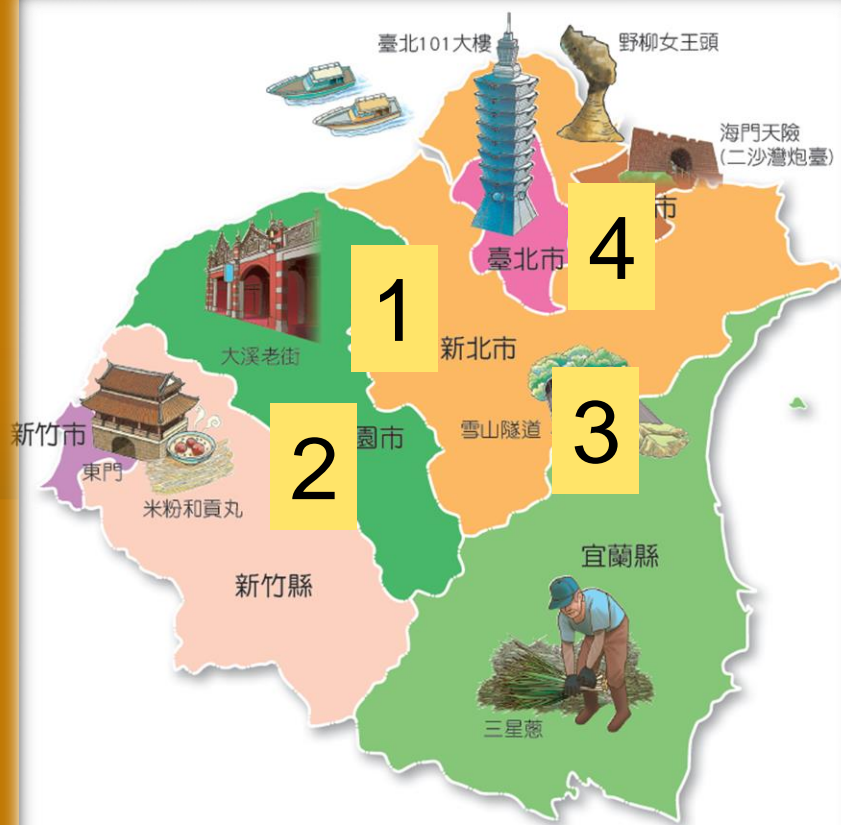 臺北101大樓
野柳女王頭
海門天險
(二沙灣炮臺)
市
4
臺北市
1
新北市
大溪老街
3
雪山隧道
新竹市
園市
2
東門
米粉和貢丸
宜蘭縣
新竹縣
三星蔥